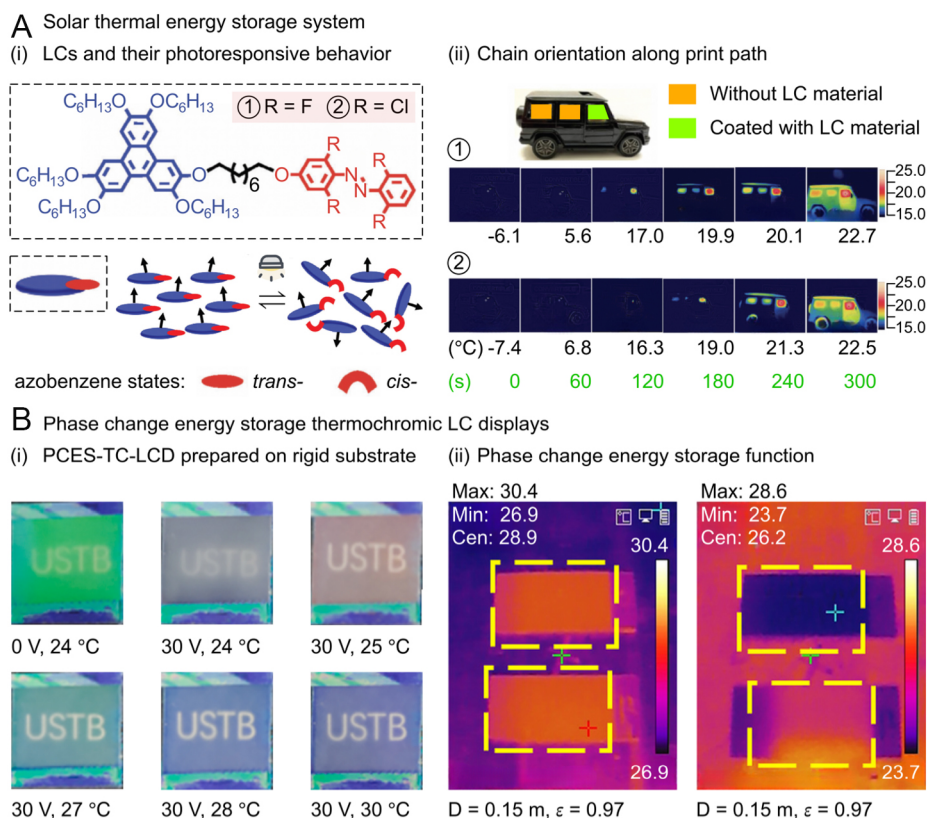 A Solar thermal energy storage system
(i) LCs and their photoresponsive behavior
(ii) Chain orientation along print path
C₆H₁₃O OC₆H₁₃ ① R = F ② R = Cl
C₆H₁₃O O ( )₆ O R R N N R R
C₆H₁₃O OC₆H₁₃
azobenzene states: trans- cis-
Without LC material
Coated with LC material
①
25.0
20.0
15.0
-6.1 5.6 17.0 19.9 20.1 22.7
②
25.0
20.0
15.0
(°C) -7.4 6.8 16.3 19.0 21.3 22.5
(s) 0 60 120 180 240 300
B Phase change energy storage thermochromic LC displays
(i) PCES-TC-LCD prepared on rigid substrate
USTB USTB USTB
0 V, 24 °C 30 V, 24 °C 30 V, 25 °C
USTB USTB USTB
30 V, 27 °C 30 V, 28 °C 30 V, 30 °C
(ii) Phase change energy storage function
Max: 30.4
Min: 26.9
Cen: 28.9
°C
30.4
26.9
D = 0.15 m, ε = 0.97
Max: 28.6
Min: 23.7
Cen: 26.2
°C
28.6
23.7
D = 0.15 m, ε = 0.97